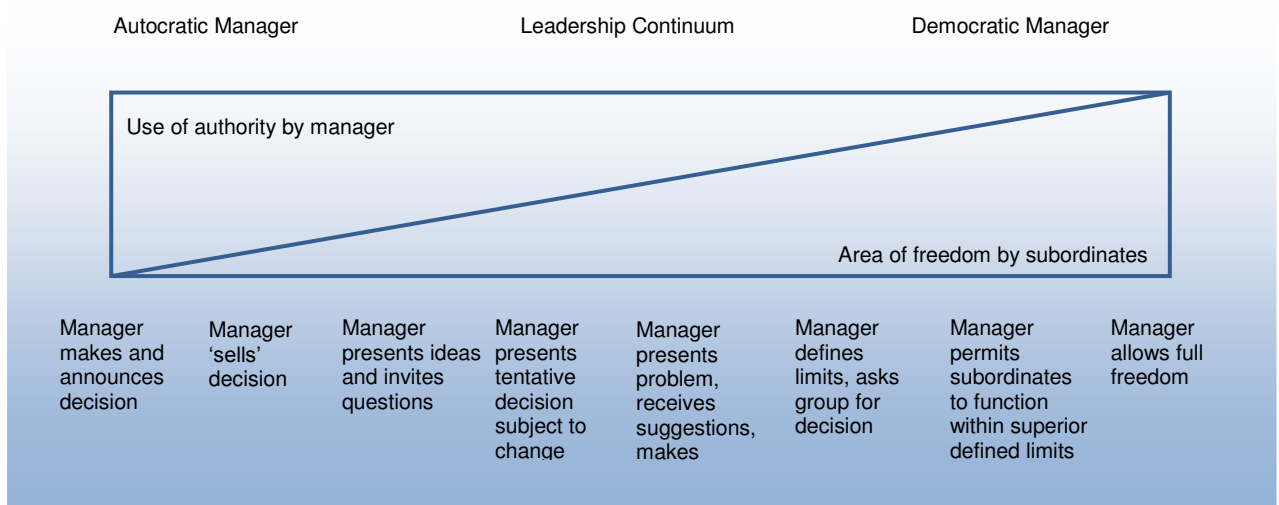 Autocratic Manager
Leadership Continuum
Democratic Manager
Use of authority by manager
Area of freedom by subordinates
Manager
makes and
announces
decision
Manager
‘sells’
decision
Manager
presents ideas
and invites
questions
Manager
presents
tentative
decision
subject to
change
Manager
presents
problem,
receives
suggestions,
makes
Manager
defines
limits, asks
group for
decision
Manager
permits
subordinates
to function
within superior
defined limits
Manager
allows full
freedom